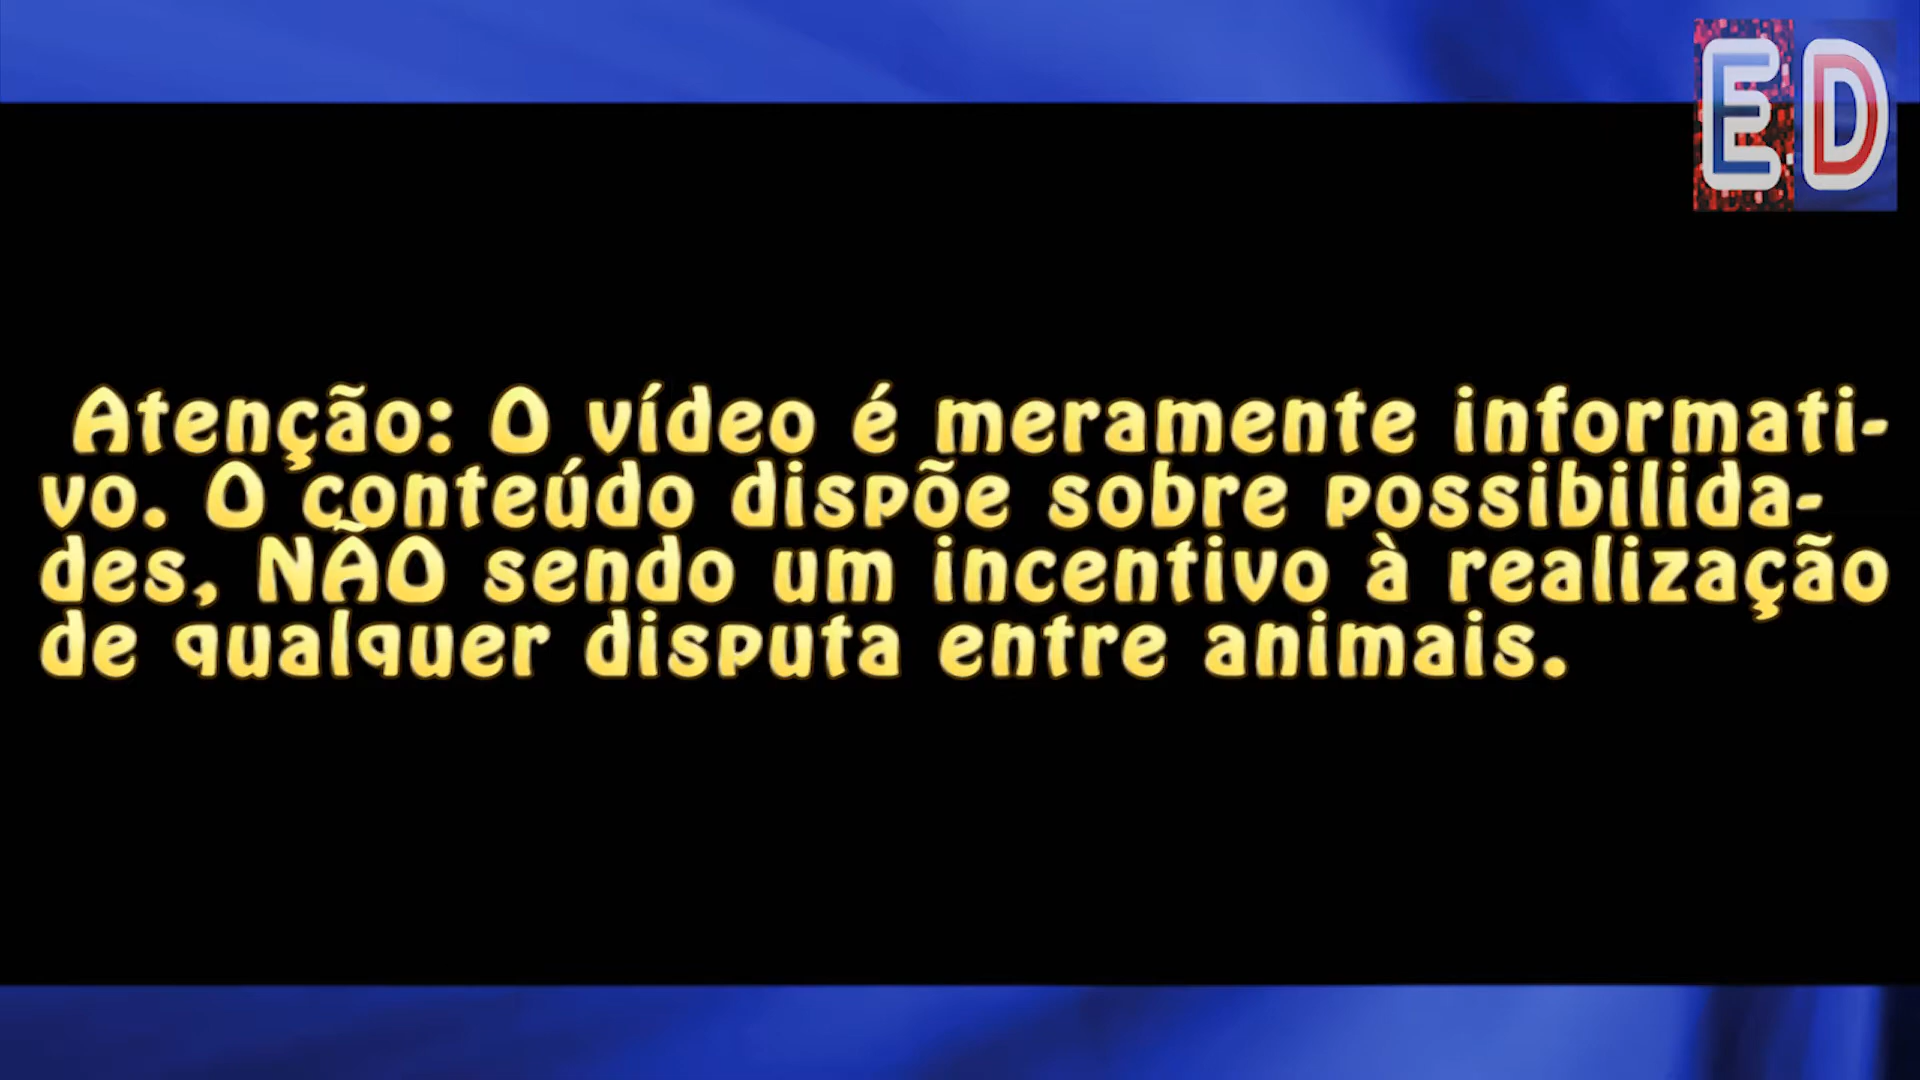 ED
Atenção: O vídeo é meramente informati-
vo. O conteúdo dispõe sobre possibilida-
des, NÃO sendo um incentivo à realização
de qualquer disputa entre animais.